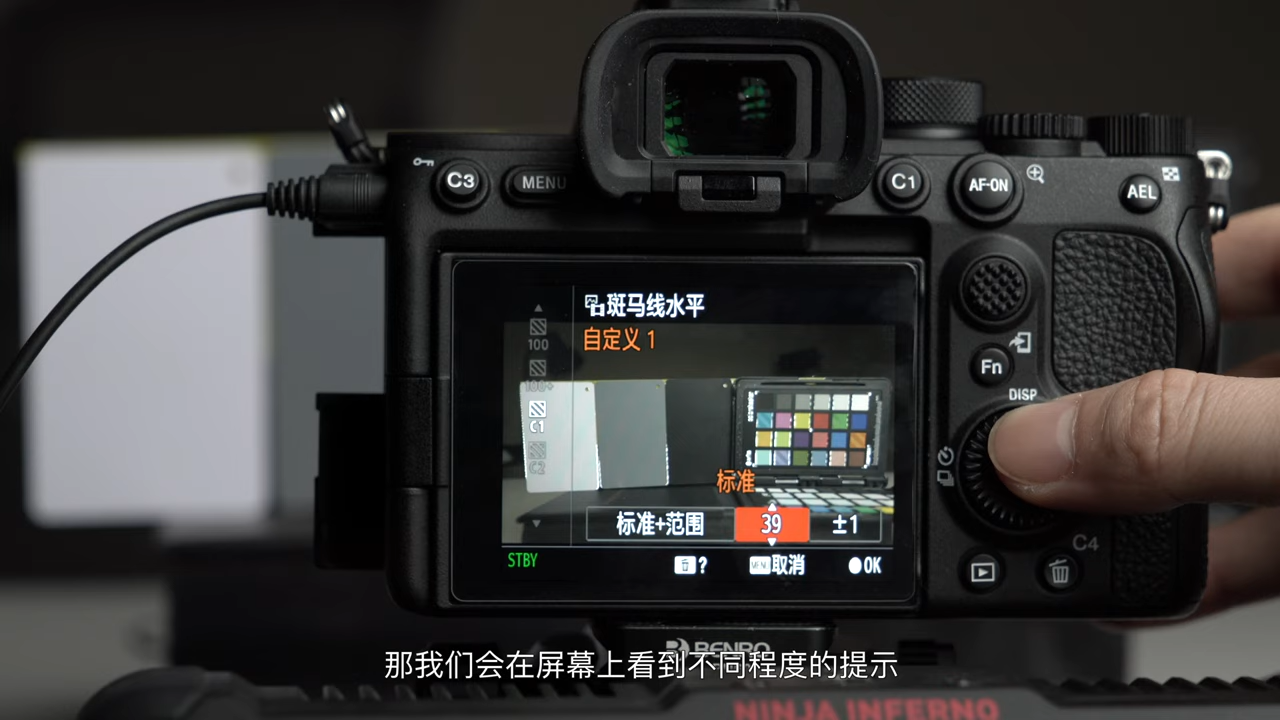 C3
MENU
C1
AF-ON
AEL
斑马线水平
自定义 1
100
100+
C1
C2
标准
标准+范围 39 ±1
STBY
? MENU 取消 OK
Fn
DISP
C4
BENRO
那我们会在屏幕上看到不同程度的提示
NINJA INFERNO